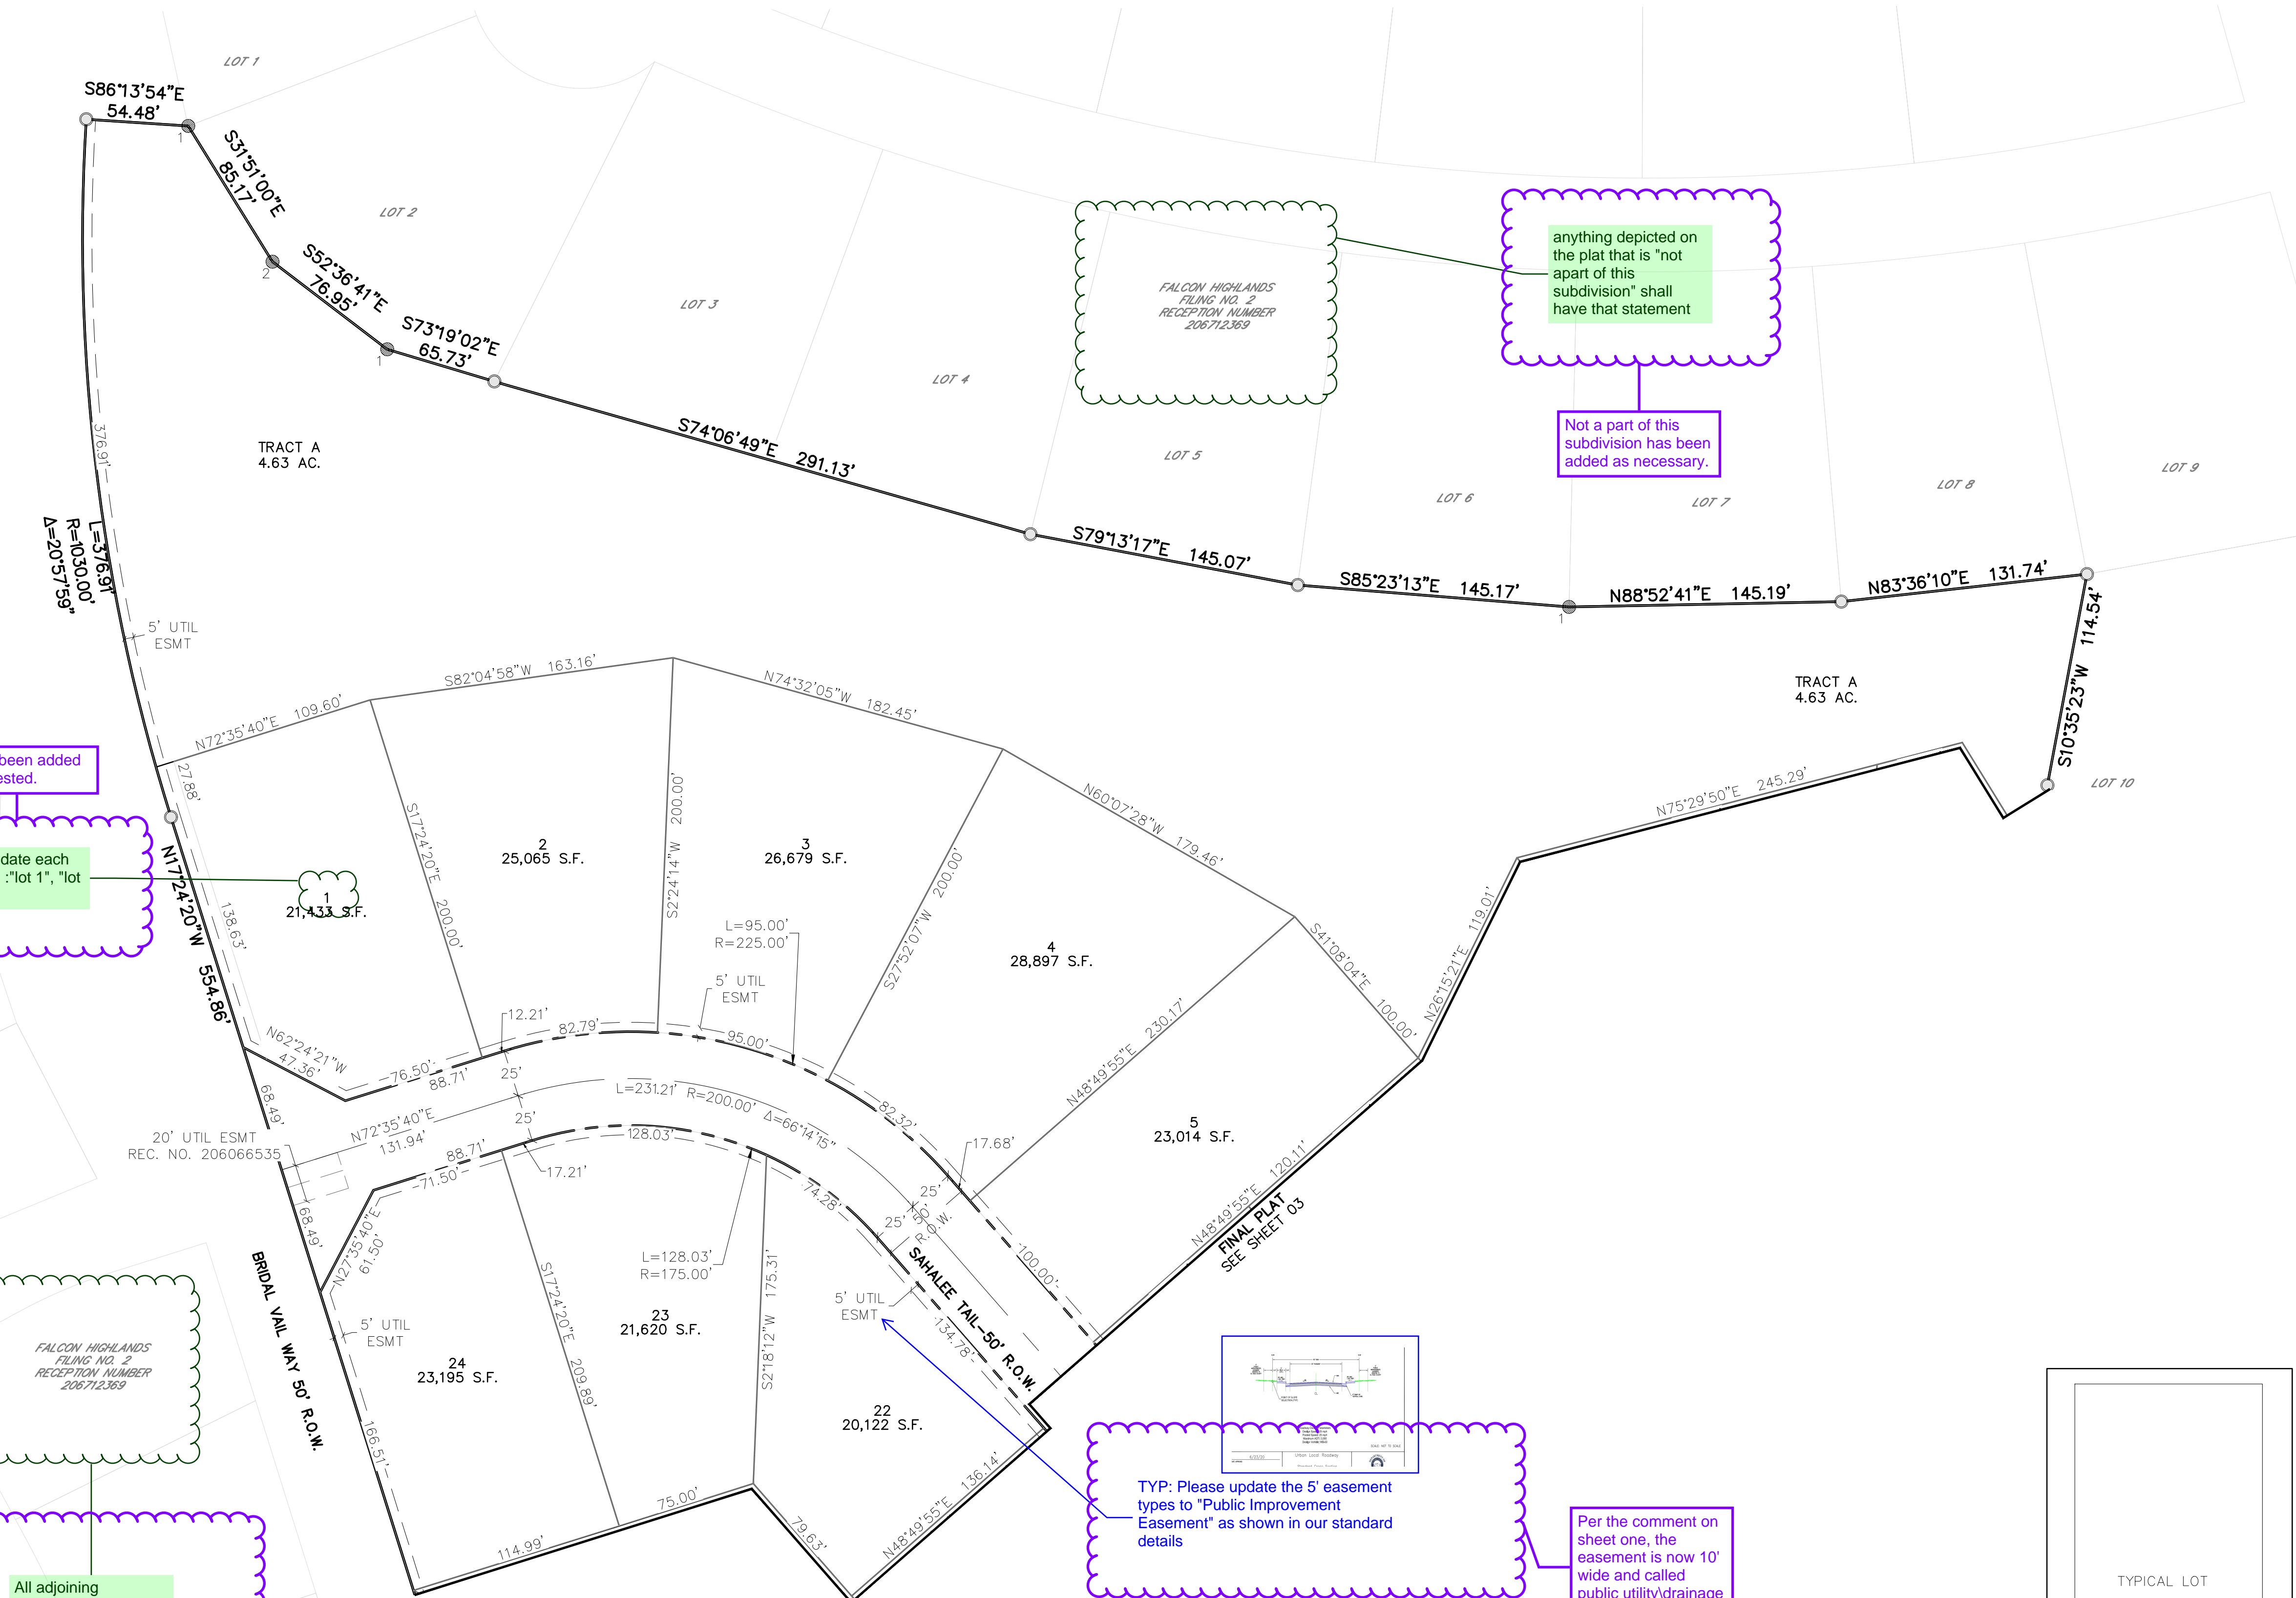 LOT 1
S86°13'54"E
54.48'
1
S31°51'00"E
85.17'
LOT 2
2
S52°36'41"E
76.95'
1
S73°19'02"E
65.73'
LOT 3
LOT 4
S74°06'49"E 291.13'
FALCON HIGHLANDS
FILING NO. 2
RECEPTION NUMBER
206712369
anything depicted on
the plat that is "not
apart of this
subdivision" shall
have that statement
Not a part of this
subdivision has been
added as necessary.
LOT 5
LOT 6
LOT 7
LOT 8
LOT 9
S79°13'17"E 145.07'
S85°23'13"E 145.17'
1
N88°52'41"E 145.19'
N83°36'10"E 131.74'
S10°35'23"W 114.54'
LOT 10
TRACT A
4.63 AC.
TRACT A
4.63 AC.
376.91'
L=376.91'
R=1030.00'
Δ=20°57'59"
5' UTIL
ESMT
N72°35'40"E 109.60'
S82°04'58"W 163.16'
N74°32'05"W 182.45'
N60°07'28"W 179.46'
S41°08'04"E 100.00'
N26°15'21"E 119.01'
N75°29'50"E 245.29'
been added
ested.
date each
:"lot 1", "lot
27.88'
N17°24'20"W 554.86'
138.63'
1
21,433 S.F.
S17°24'20"E 200.00'
2
25,065 S.F.
S2°24'14"W 200.00'
3
26,679 S.F.
L=95.00'
R=225.00'
5' UTIL
ESMT
S27°52'07"W 200.00'
4
28,897 S.F.
N48°49'55"E 230.17'
5
23,014 S.F.
N48°49'55"E 120.11'
FINAL PLAT
SEE SHEET 03
N62°24'21"W
47.36'
76.50'
88.71'
12.21'
82.79'
95.00'
82.32'
17.68'
100.00'
25'
25'
L=231.21' R=200.00' Δ=66°14'15"
N72°35'40"E
131.94'
68.49'
20' UTIL ESMT
REC. NO. 206066535
68.49'
88.71'
71.50'
17.21'
128.03'
74.28'
25'
25'
50'
R.O.W.
N27°35'40"E
61.50'
L=128.03'
R=175.00'
S17°24'20"E 209.89'
S2°18'12"W 175.31'
23
21,620 S.F.
5' UTIL
ESMT
SAHALEE TAIL-50' R.O.W.
134.78'
5' UTIL
ESMT
24
23,195 S.F.
22
20,122 S.F.
BRIDAL VAIL WAY 50' R.O.W.
166.51'
114.99'
75.00'
79.63'
N48°49'55"E 136.14'
FALCON HIGHLANDS
FILING NO. 2
RECEPTION NUMBER
206712369
All adjoining
Urban Local Roadway
TYP: Please update the 5' easement
types to "Public Improvement
Easement" as shown in our standard
details
Per the comment on
sheet one, the
easement is now 10'
wide and called
public utility\drainage
TYPICAL LOT